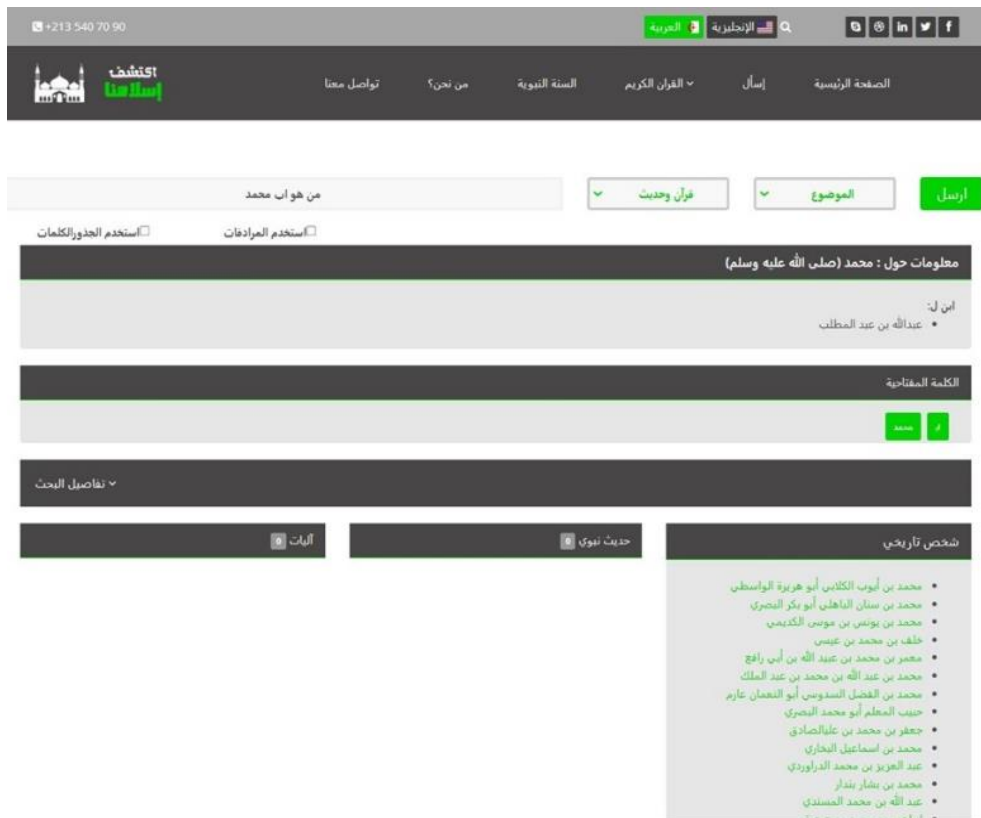 +213 540 70 90
الإنجليزية
العربية
اكتشف
إسلامنا
الصفحة الرئيسية
إسأل
القران الكريم
السنة النبوية
من نحن؟
تواصل معنا
ارسل
الموضوع
قرآن وحديث
من هو اب محمد
استخدم المرادفات
استخدم الجذورالكلمات
معلومات حول : محمد (صلى الله عليه وسلم)
ابن ل:
عبدالله بن عبد المطلب
الكلمة المفتاحية
محمد
تفاصيل البحث
شخص تاريخي
حديث نبوي 0
آليات 0
محمد بن أيوب الكلابي أبو هريرة الواسطي
محمد بن سنان الباهلي أبو بكر البصري
محمد بن يونس بن موسى الكديمي
خلف بن محمد بن عيسى
معمر بن محمد بن عبيد الله بن أبي رافع
محمد بن عبد الله بن محمد بن عبد الملك
محمد بن الفضل السدوسي أبو النعمان عارم
حبيب المعلم أبو محمد البصري
جعفر بن محمد بن عليالصادق
محمد بن اسماعيل البخاري
عبد العزيز بن محمد الدراوردي
محمد بن بشار بندار
عبد الله بن محمد المسندي